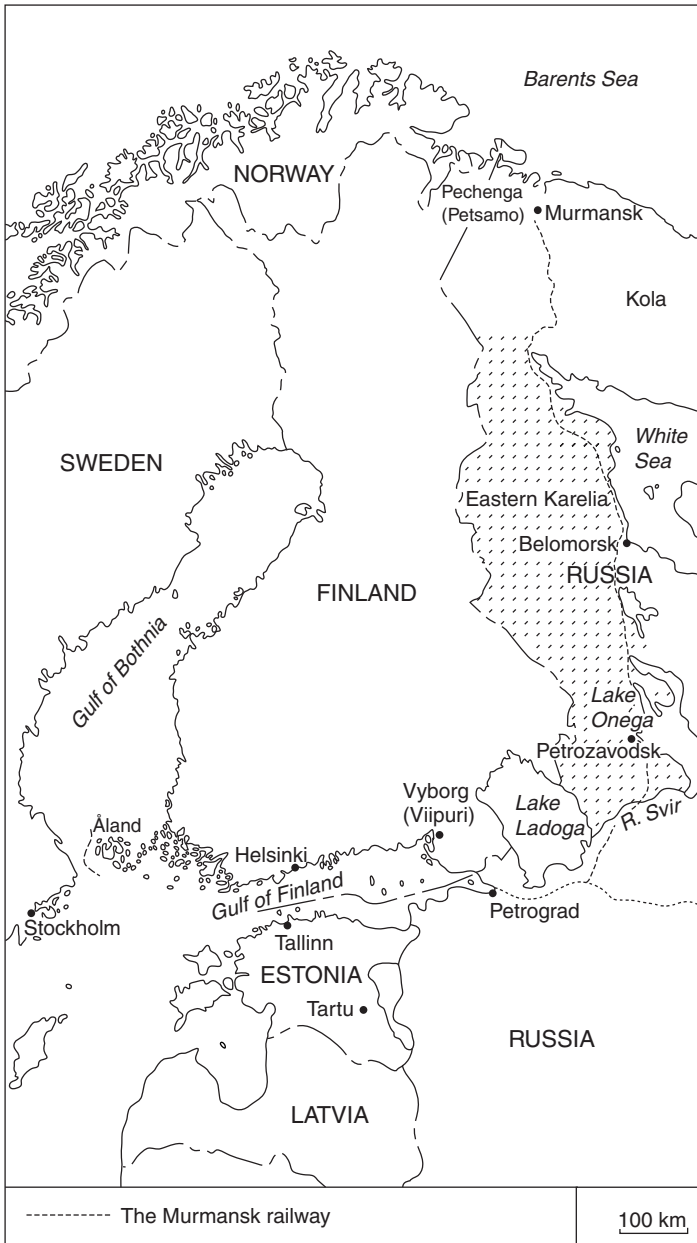 Barents Sea
NORWAY
Pechenga
(Petsamo)
Murmansk
Kola
White
Sea
SWEDEN
Eastern Karelia
Belomorsk
RUSSIA
FINLAND
Gulf of Bothnia
Lake
Onega
Petrozavodsk
Vyborg
(Viipuri)
Lake
Ladoga
R. Svir
Åland
Helsinki
Gulf of Finland
Petrograd
Stockholm
Tallinn
ESTONIA
Tartu
RUSSIA
LATVIA
The Murmansk railway
100 km